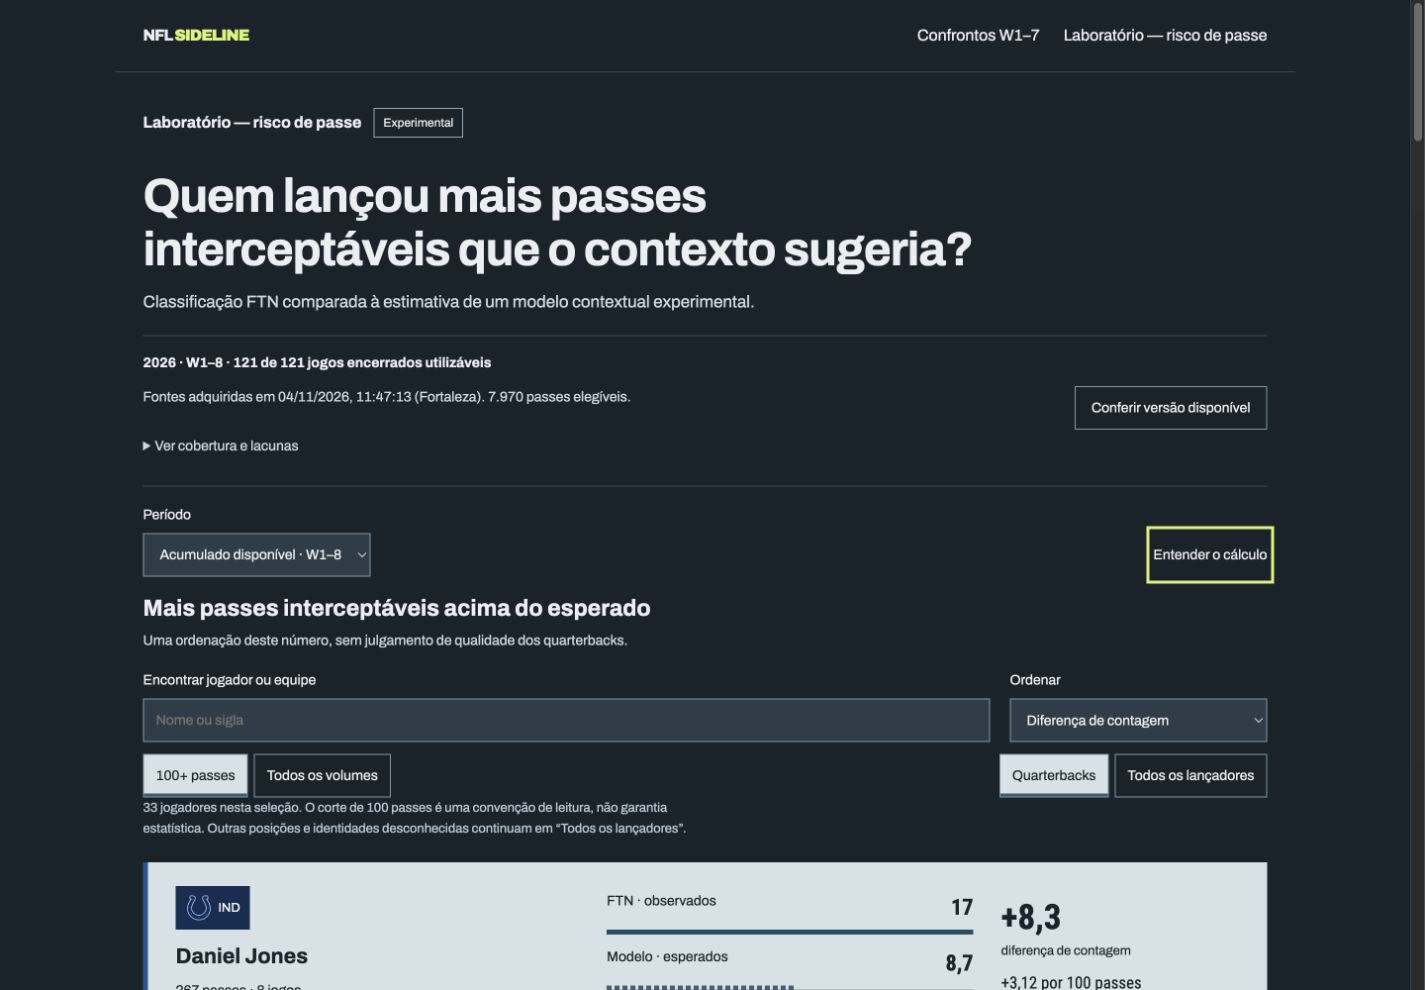 NFL SIDELINE
Confrontos W1–7
Laboratório — risco de passe
Laboratório — risco de passe
Experimental
Quem lançou mais passes
interceptáveis que o contexto sugeria?
Classificação FTN comparada à estimativa de um modelo contextual experimental.
2026 · W1–8 · 121 de 121 jogos encerrados utilizáveis
Fontes adquiridas em 04/11/2026, 11:47:13 (Fortaleza). 7.970 passes elegíveis.
Conferir versão disponível
Ver cobertura e lacunas
Período
Acumulado disponível · W1–8
Entender o cálculo
Mais passes interceptáveis acima do esperado
Uma ordenação deste número, sem julgamento de qualidade dos quarterbacks.
Encontrar jogador ou equipe
Ordenar
Nome ou sigla
Diferença de contagem
100+ passes
Todos os volumes
Quarterbacks
Todos os lançadores
33 jogadores nesta seleção. O corte de 100 passes é uma convenção de leitura, não garantia
estatística. Outras posições e identidades desconhecidas continuam em “Todos os lançadores”.
IND
Daniel Jones
267 passes · 8 jogos
FTN · observados
17
Modelo · esperados
8,7
+8,3
diferença de contagem
+3,12 por 100 passes